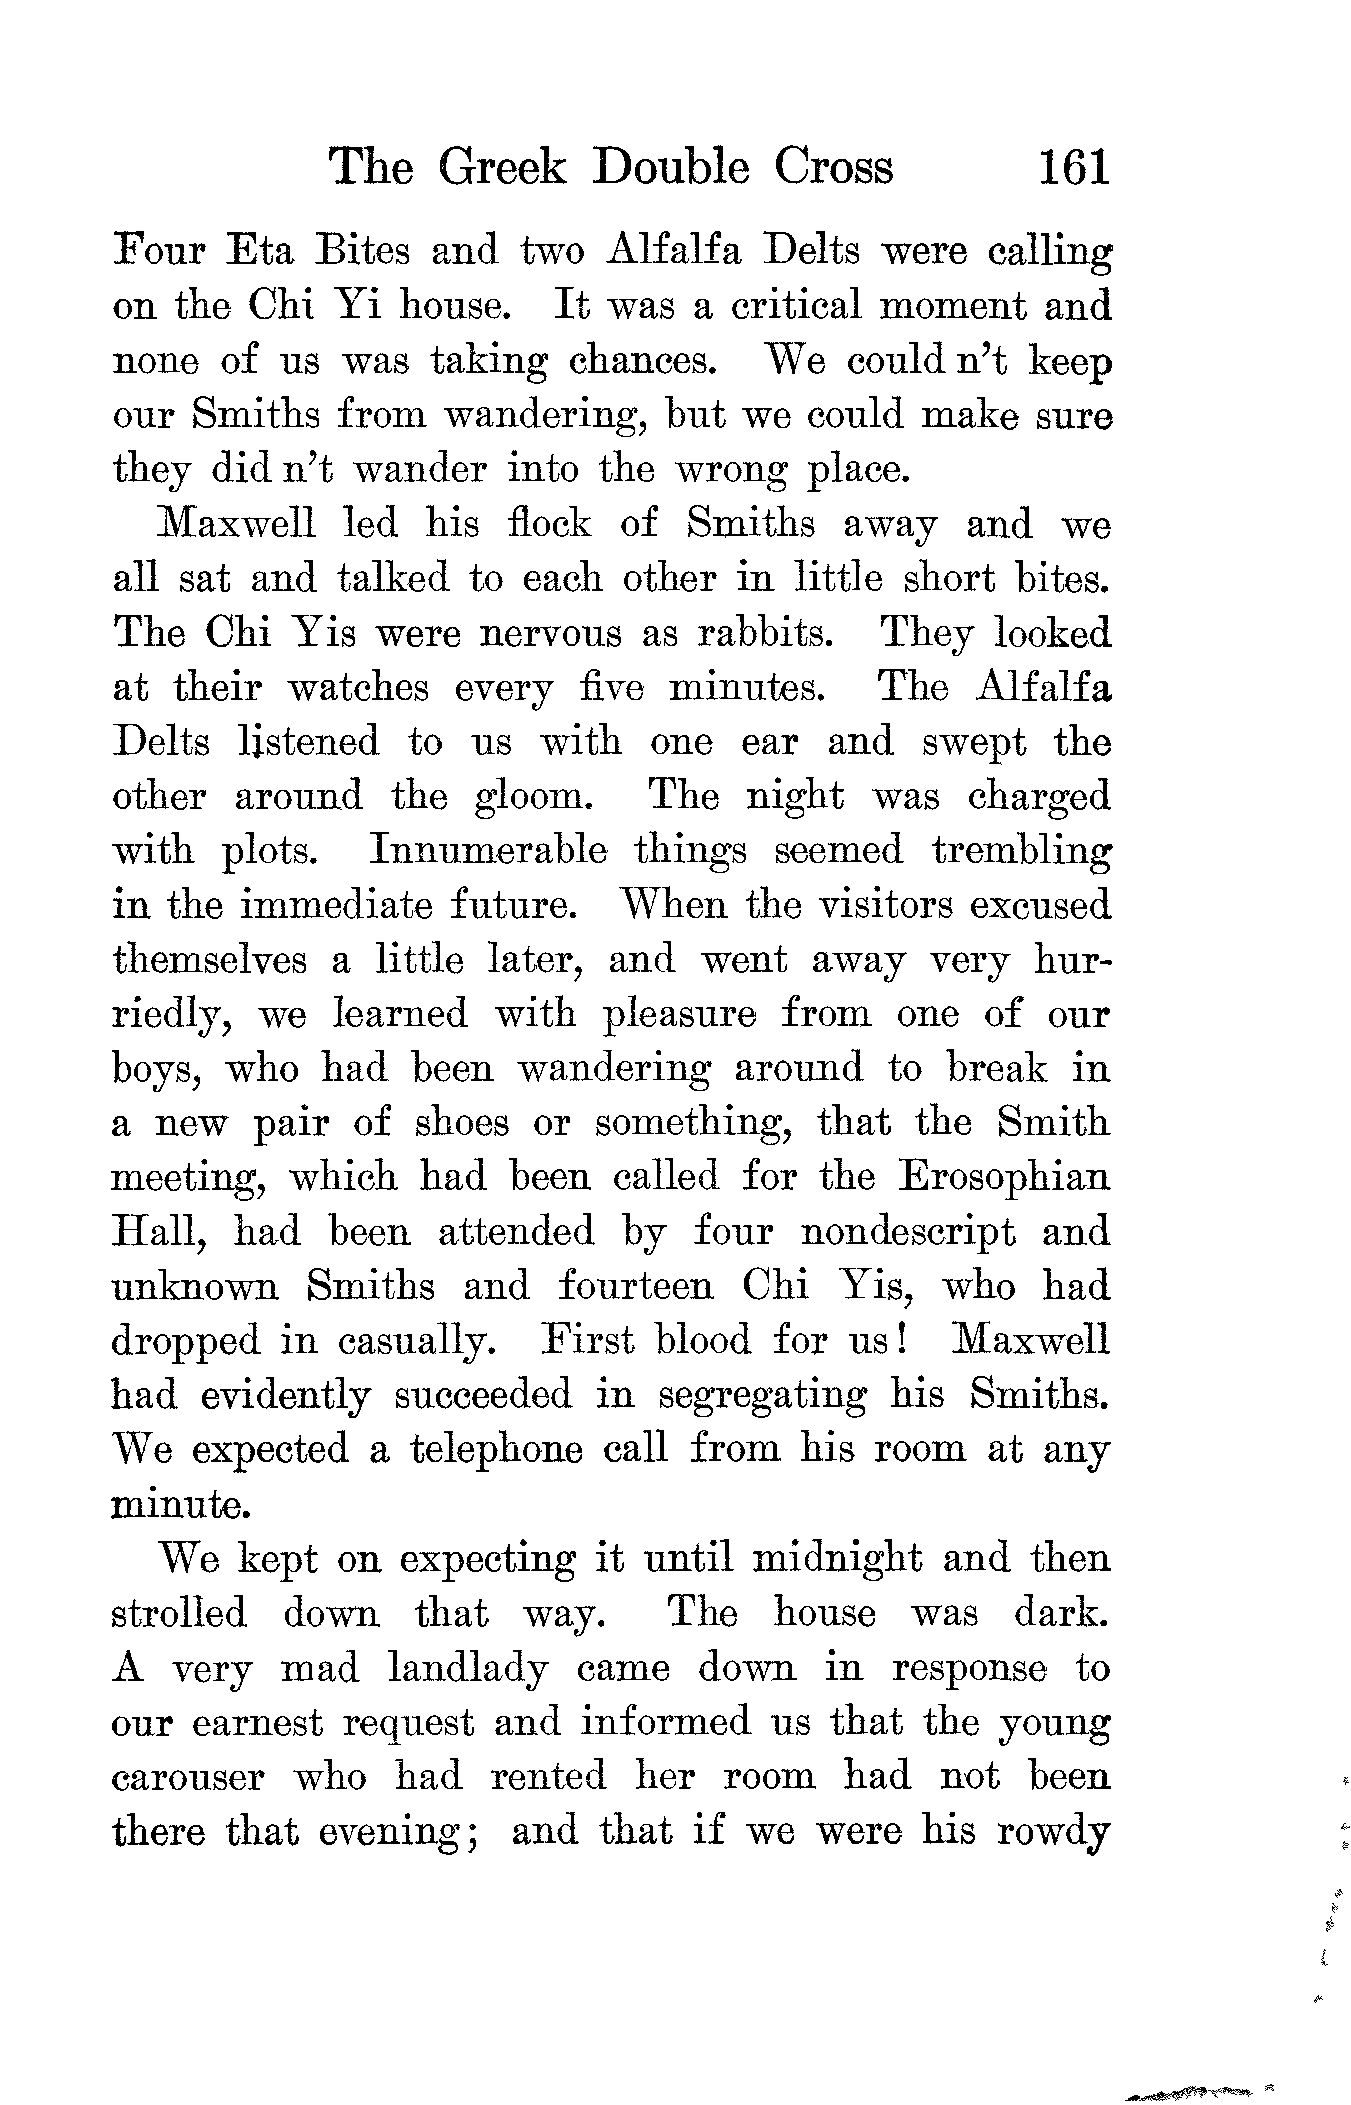 The Greek Double Cross 161
Four Eta Bites and two Alfalfa Delts were calling
on the Chi Yi house. It was a critical moment and
none of us was taking chances. We could n't keep
our Smiths from wandering, but we could make sure
they did n't wander into the wrong place.
Maxwell led his flock of Smiths away and we
all sat and talked to each other in little short bites.
The Chi Yis were nervous as rabbits. They looked
at their watches every five minutes. The Alfalfa
Delts listened to us with one ear and swept the
other around the gloom. The night was charged
with plots. Innumerable things seemed trembling
in the immediate future. When the visitors excused
themselves a little later, and went away very hur-
riedly, we learned with pleasure from one of our
boys, who had been wandering around to break in
a new pair of shoes or something, that the Smith
meeting, which had been called for the Erosophian
Hall, had been attended by four nondescript and
unknown Smiths and fourteen Chi Yis, who had
dropped in casually. First blood for us! Maxwell
had evidently succeeded in segregating his Smiths.
We expected a telephone call from his room at any
minute.
We kept on expecting it until midnight and then
strolled down that way. The house was dark.
A very mad landlady came down in response to
our earnest request and informed us that the young
carouser who had rented her room had not been
there that evening; and that if we were his rowdy